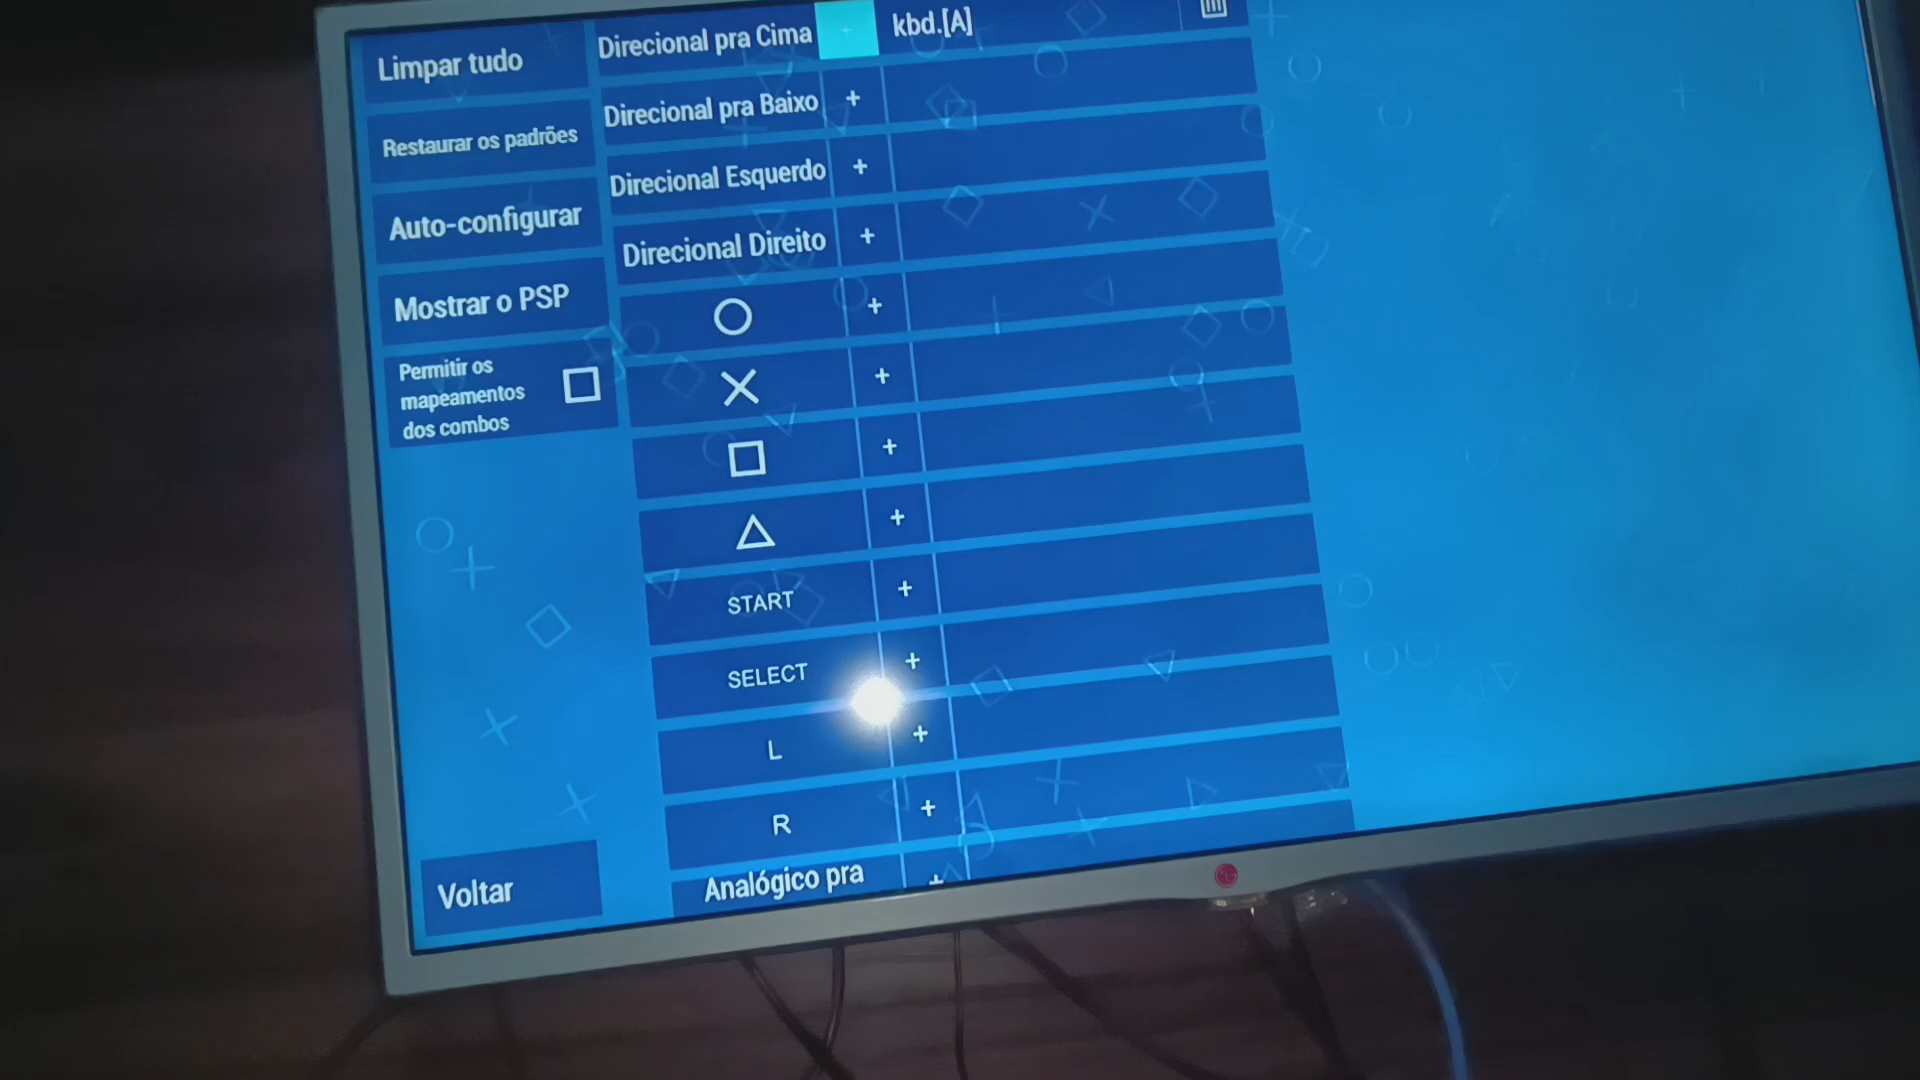 Limpar tudo
Restaurar os padrões
Auto-configurar
Mostrar o PSP
Permitir os
mapeamentos
dos combos
Voltar
Direcional pra Cima + kbd.[A]
Direcional pra Baixo +
Direcional Esquerdo +
Direcional Direito +
+
+
+
+
START +
SELECT +
L +
R +
Analógico pra +